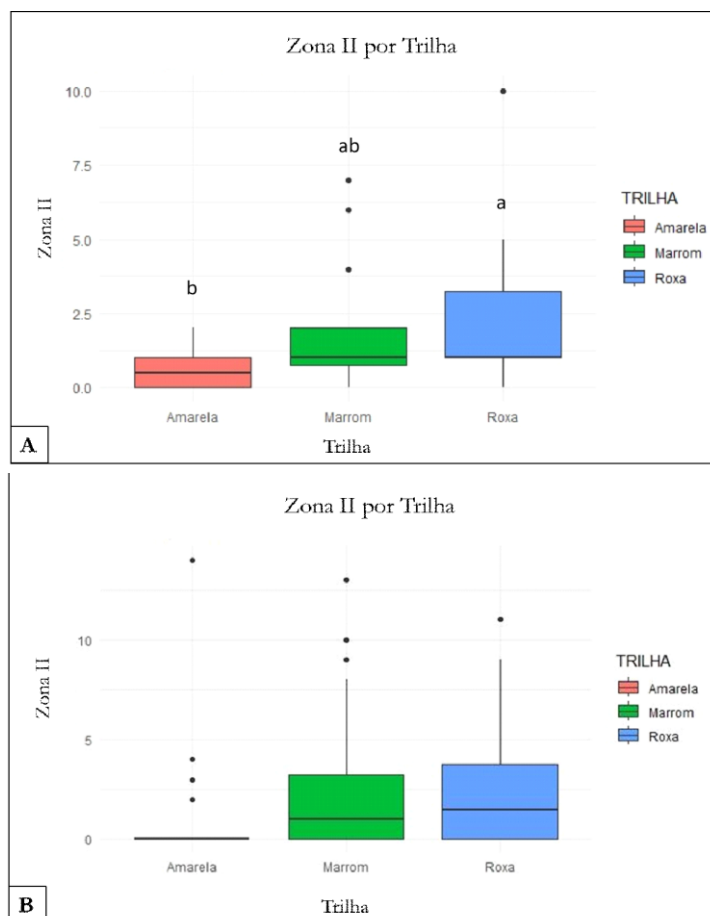 Zona II por Trilha
10.0
7.5
5.0
2.5
0.0
Zona II
b
ab
a
Amarela
Marrom
Roxa
Trilha
TRILHA
Amarela
Marrom
Roxa
A
Zona II por Trilha
10
5
0
Zona II
Amarela
Marrom
Roxa
Trilha
TRILHA
Amarela
Marrom
Roxa
B